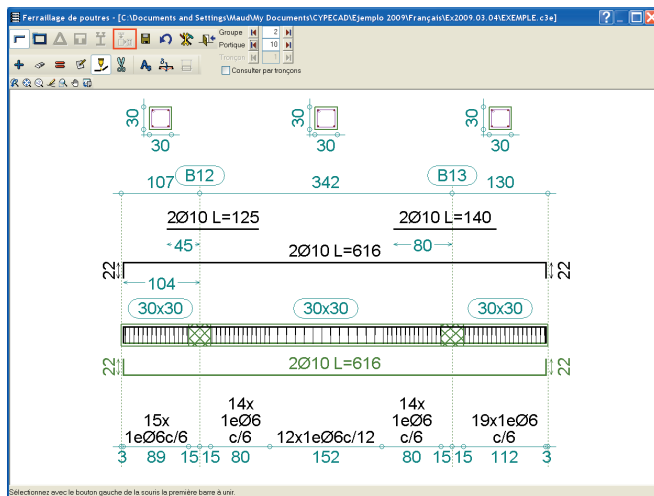 Ferraillage de poutres - [C:\Documents and Settings\Maud\My Documents\CYPECAD\Ejemplo 2009\Français\Ex2009.03.04\EXEMPLE.c3e]
Groupe 2
Portique 10
Tronçon 1
Consulter par tronçons
30 30 30
30 30 30
107 B12 342 B13 130
2Ø10 L=125 2Ø10 L=140
45 2Ø10 L=616 80
22 22
104
30x30 30x30 30x30
22 2Ø10 L=616 22
15x 14x 14x
1eØ6c/6 1eØ6 12x1eØ6c/12 1eØ6 19x1eØ6
c/6 c/6 c/6
3 89 15 15 80 152 80 15 15 112 3
Sélectionnez avec le bouton gauche de la souris la première barre à unir.